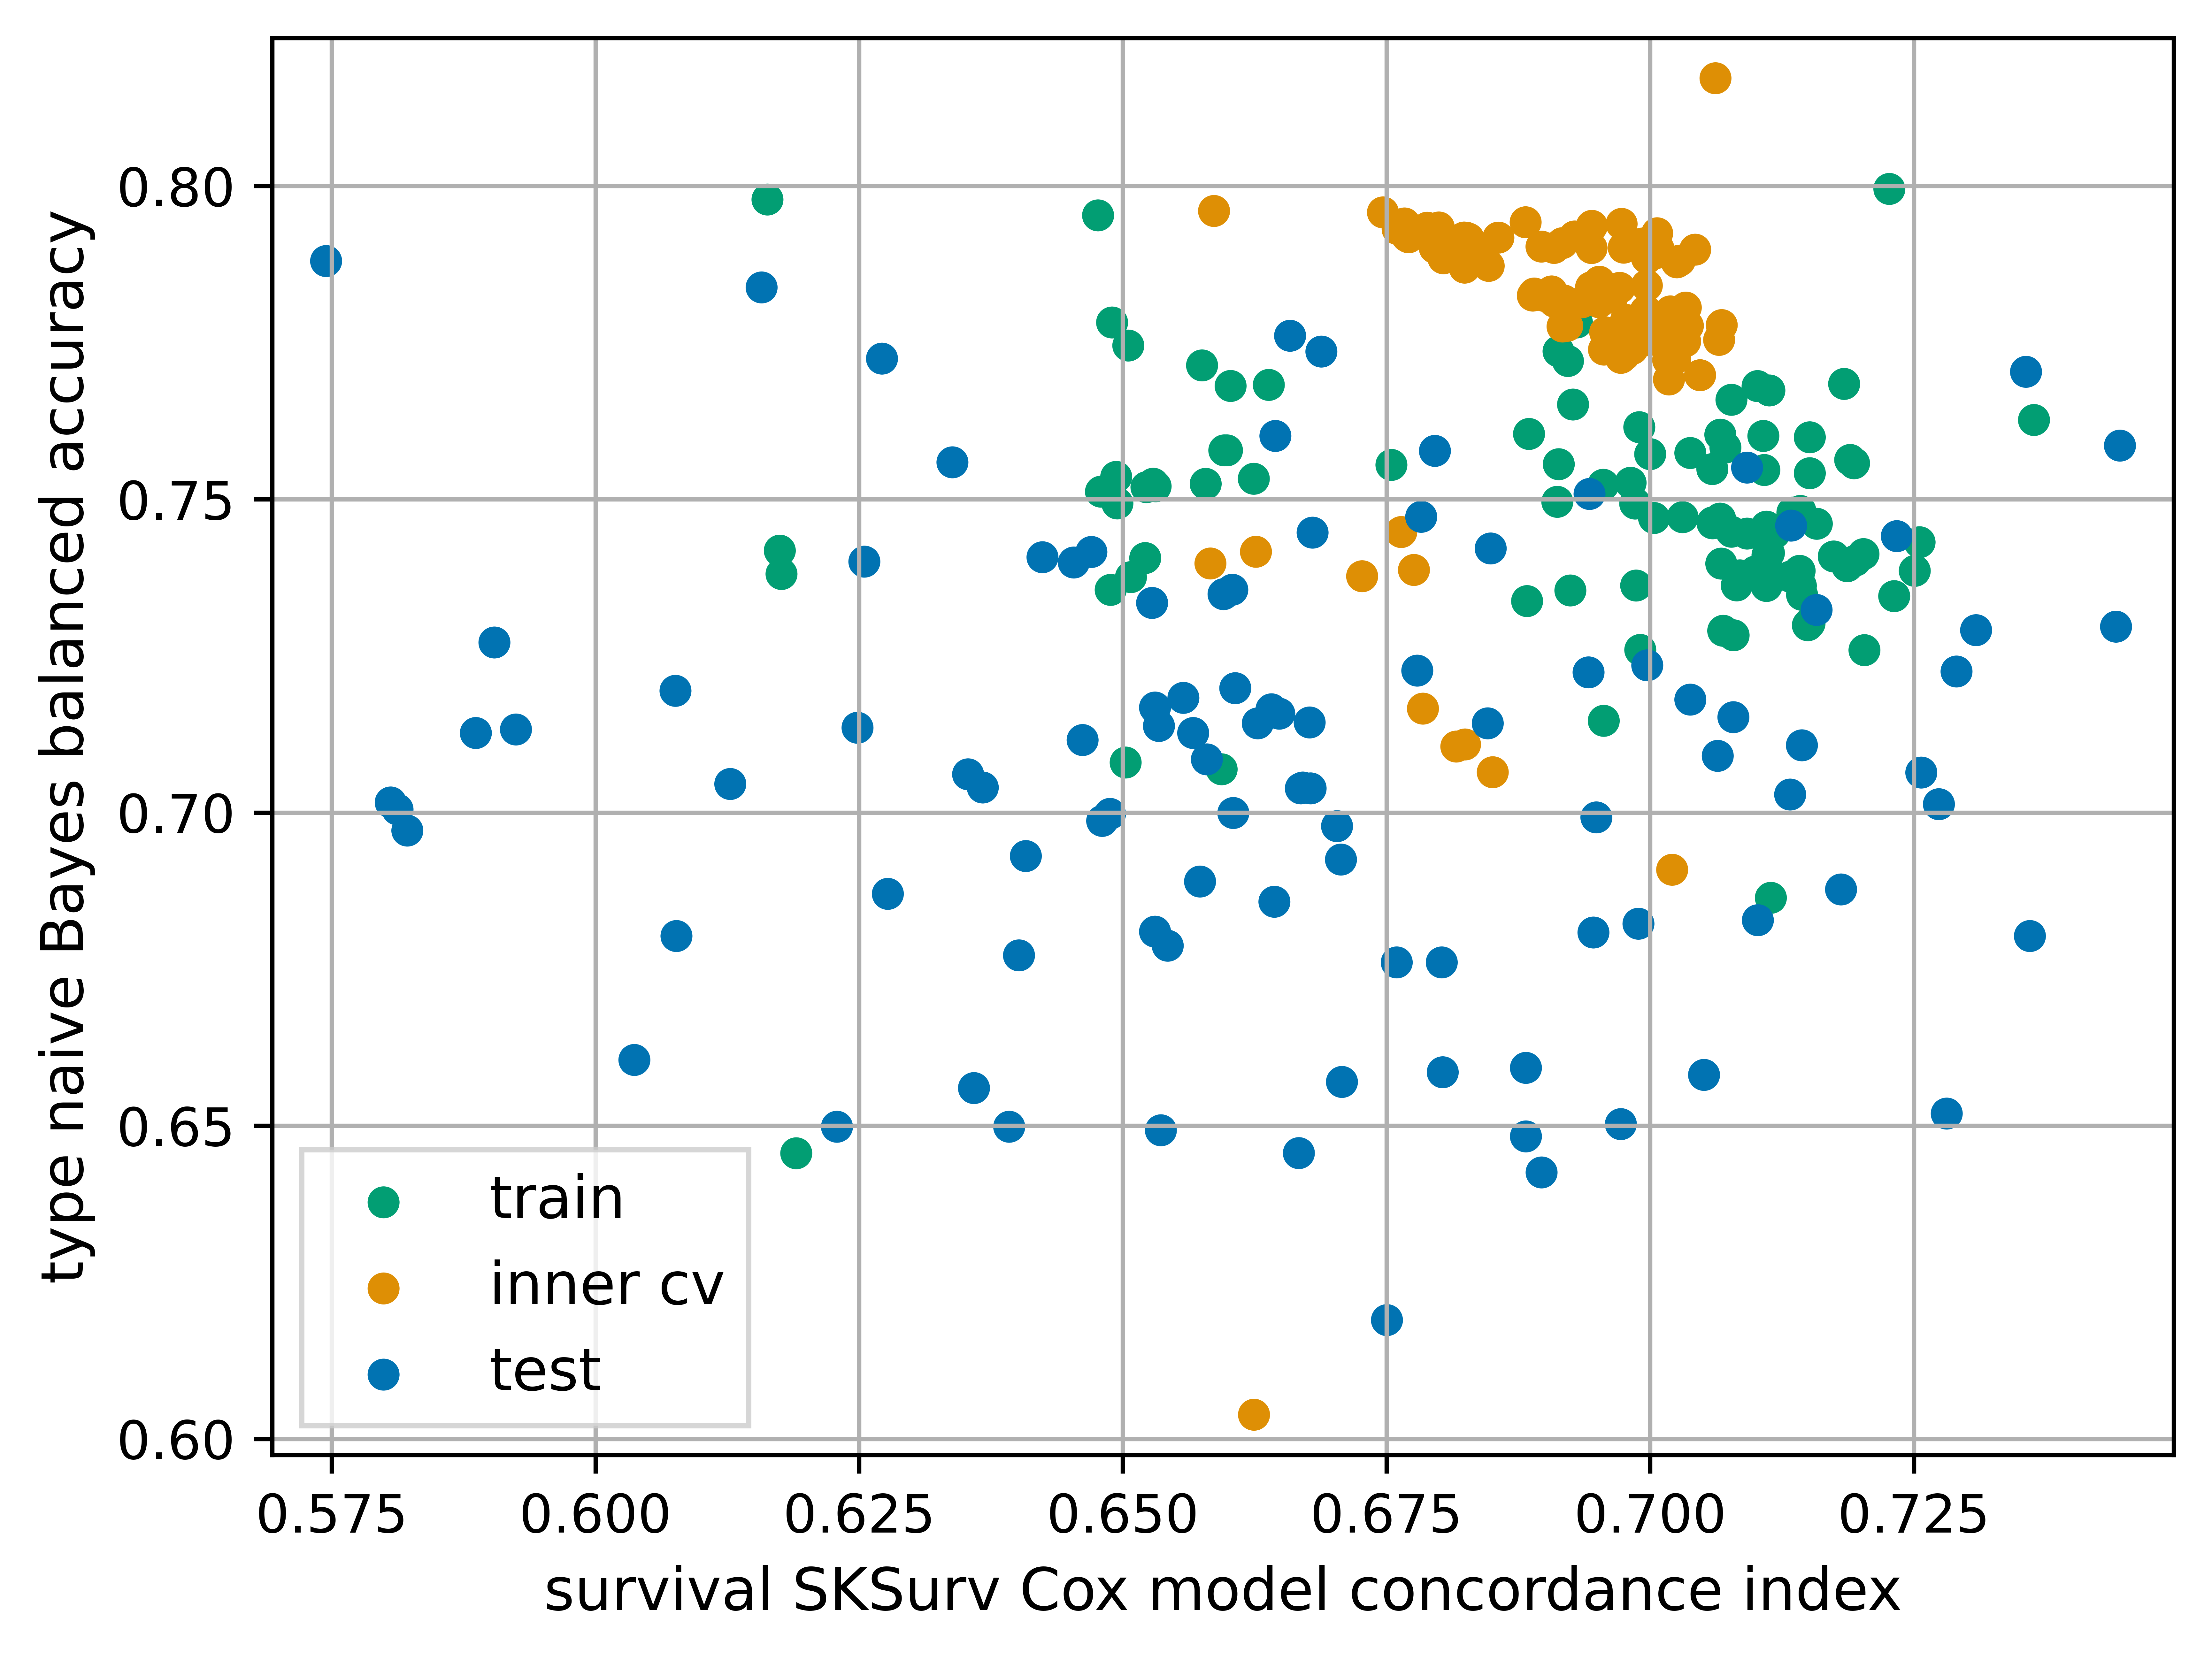 type naive Bayes balanced accuracy
0.80
0.75
0.70
0.65
0.60
train
inner cv
test
0.575 0.600 0.625 0.650 0.675 0.700 0.725
survival SKSurv Cox model concordance index